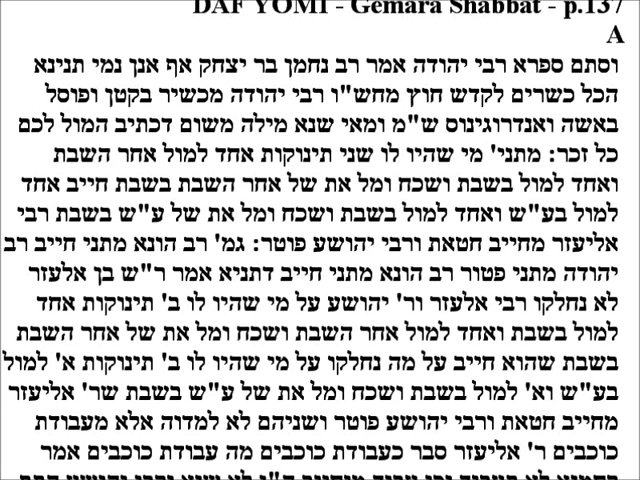 DAF YOMI - Gemara Shabbat - p.137
A
וסתם ספרא רבי יהודה אמר רב נחמן בר יצחק אף אנן נמי תנינא
הכל כשרים לקדש חוץ מחש"ו רבי יהודה מכשיר בקטן ופוסל
באשה ואנדרוגינוס ש"מ ומאי שנא מילה משום דכתיב המול לכם
כל זכר: מתני' מי שהיו לו שני תינוקות אחד למול אחר השבת
ואחד למול בשבת ושכח ומל את של אחר השבת בשבת חייב אחד
למול בע"ש ואחד למול בשבת ושכח ומל את של ע"ש בשבת רבי
אליעזר מחייב חטאת ורבי יהושע פוטר: גמ' רב הונא מתני חייב רב
יהודה מתני פטור רב הונא מתני חייב דתניא אמר ר"ש בן אלעזר
לא נחלקו רבי אלעזר ור' יהושע על מי שהיו לו ב' תינוקות אחד
למול בשבת ואחד למול אחר השבת ושכח ומל את של אחר השבת
בשבת שהוא חייב על מה נחלקו על מי שהיו לו ב' תינוקות א' למול
בע"ש וא' למול בשבת ושכח ומל את של ע"ש בשבת שר' אליעזר
מחייב חטאת ורבי יהושע פוטר ושניהם לא למדוה אלא מעבודת
כוכבים ר' אליעזר סבר כעבודת כוכבים מה עבודת כוכבים אמר